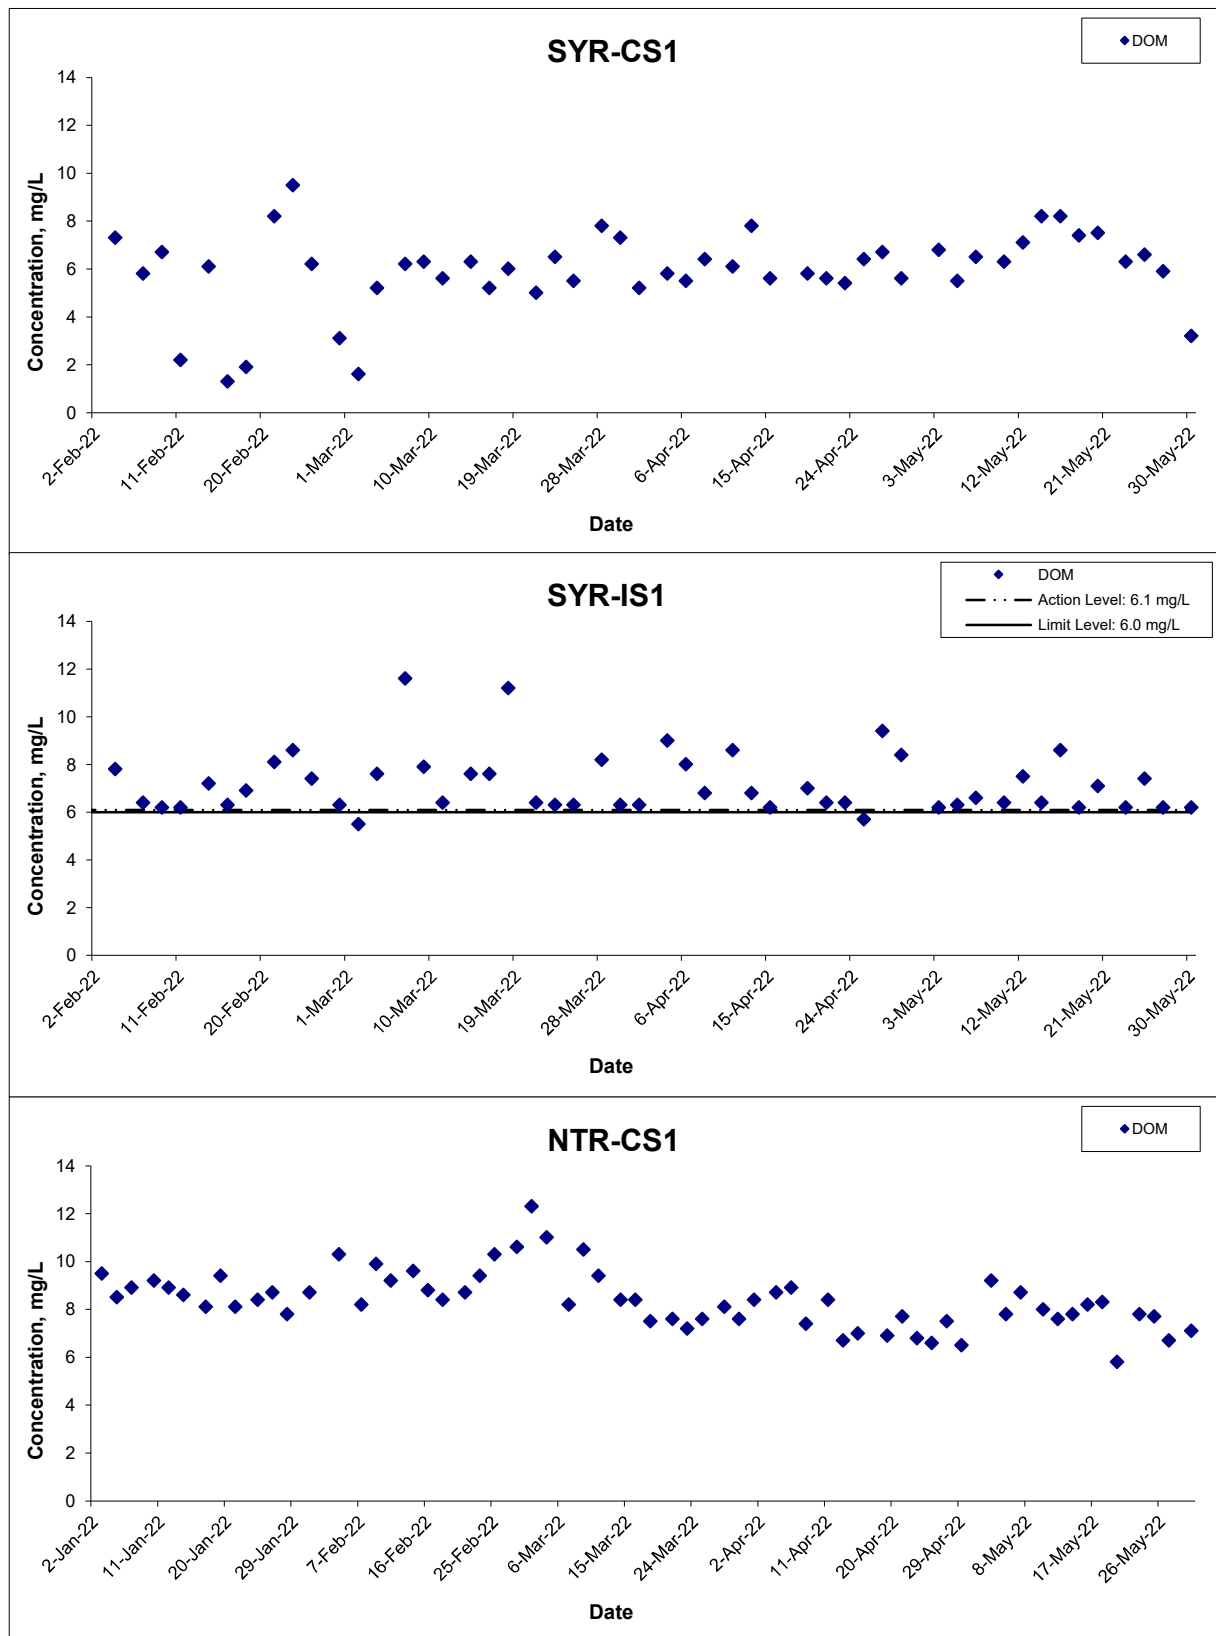 SYR-CS1
DOM
Concentration, mg/L
14
12
10
8
6
4
2
0
2-Feb-22
11-Feb-22
20-Feb-22
1-Mar-22
10-Mar-22
19-Mar-22
28-Mar-22
6-Apr-22
15-Apr-22
24-Apr-22
3-May-22
12-May-22
21-May-22
30-May-22
Date
SYR-IS1
DOM
Action Level: 6.1 mg/L
Limit Level: 6.0 mg/L
Concentration, mg/L
14
12
10
8
6
4
2
0
2-Feb-22
11-Feb-22
20-Feb-22
1-Mar-22
10-Mar-22
19-Mar-22
28-Mar-22
6-Apr-22
15-Apr-22
24-Apr-22
3-May-22
12-May-22
21-May-22
30-May-22
Date
NTR-CS1
DOM
Concentration, mg/L
14
12
10
8
6
4
2
0
2-Jan-22
11-Jan-22
20-Jan-22
29-Jan-22
7-Feb-22
16-Feb-22
25-Feb-22
6-Mar-22
15-Mar-22
24-Mar-22
2-Apr-22
11-Apr-22
20-Apr-22
29-Apr-22
8-May-22
17-May-22
26-May-22
Date